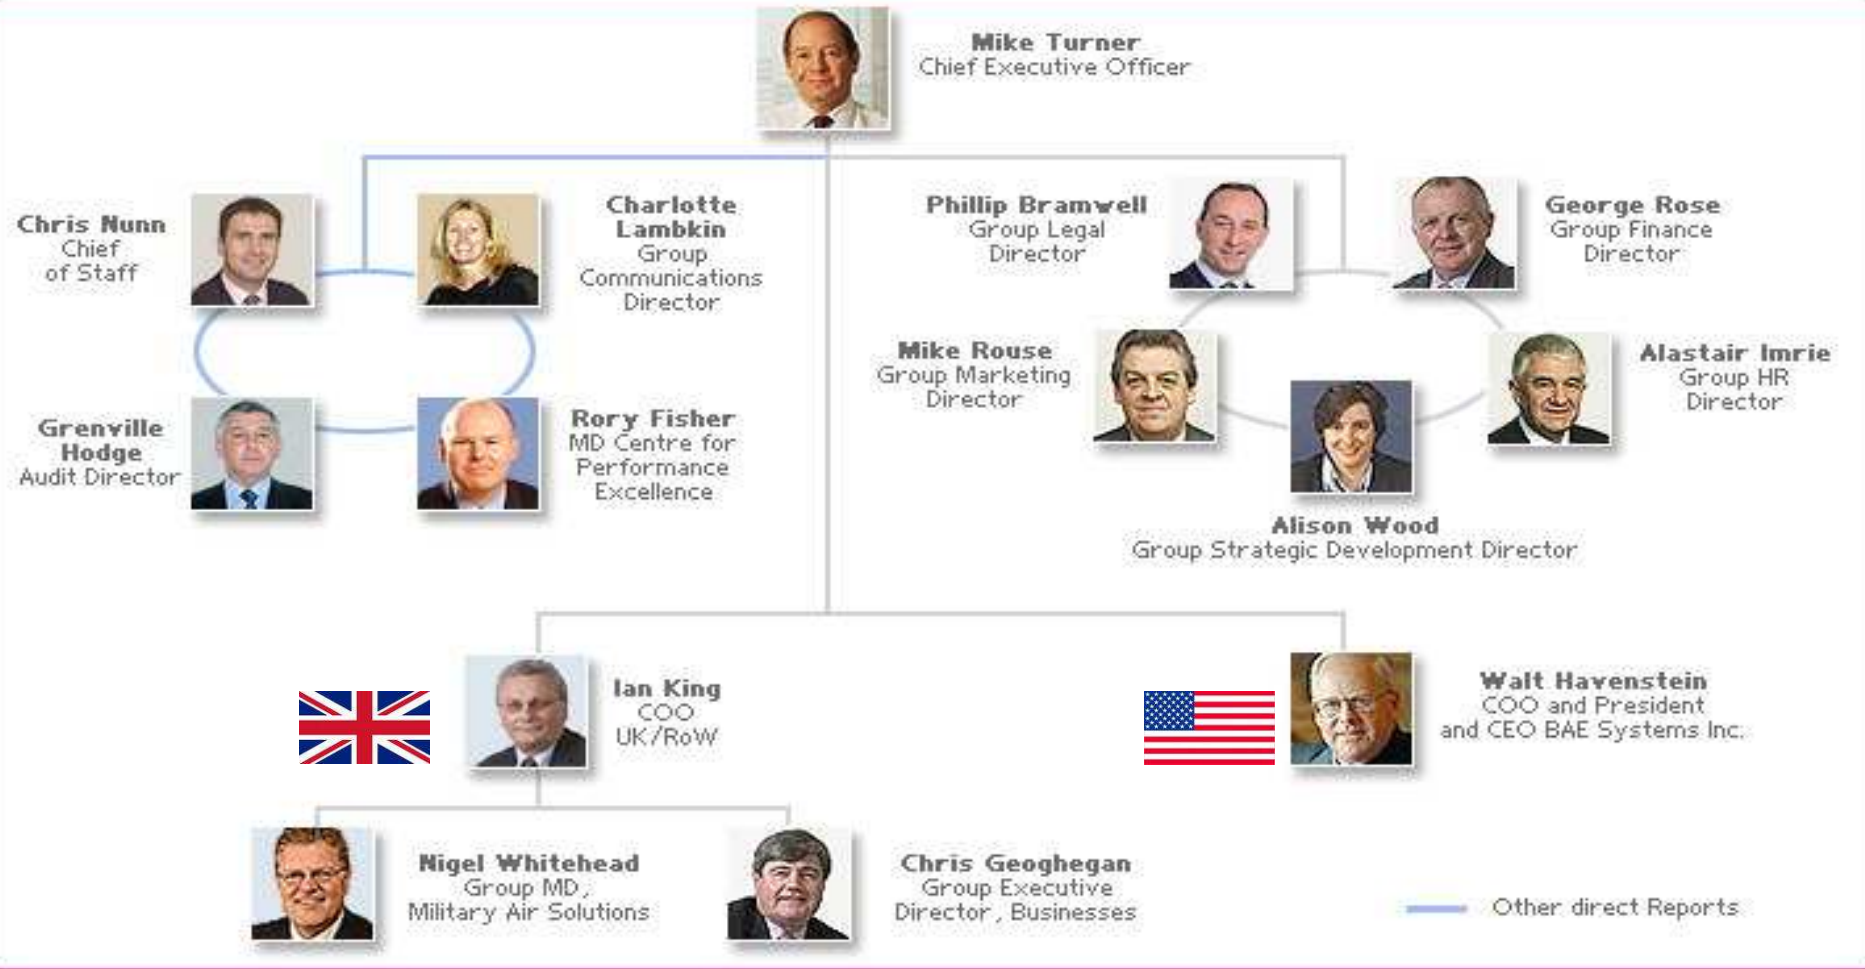 Mike Turner
Chief Executive Officer
Chris Nunn
Chief
of Staff
Charlotte
Lambkin
Group
Communications
Director
Phillip Bramwell
Group Legal
Director
George Rose
Group Finance
Director
Mike Rouse
Group Marketing
Director
Alastair Imrie
Group HR
Director
Grenville
Hodge
Audit Director
Rory Fisher
MD Centre for
Performance
Excellence
Alison Wood
Group Strategic Development Director
Ian King
COO
UK/RoW
Walt Havenstein
COO and President
and CEO BAE Systems Inc.
Nigel Whitehead
Group MD,
Military Air Solutions
Chris Geoghegan
Group Executive
Director, Businesses
Other direct Reports